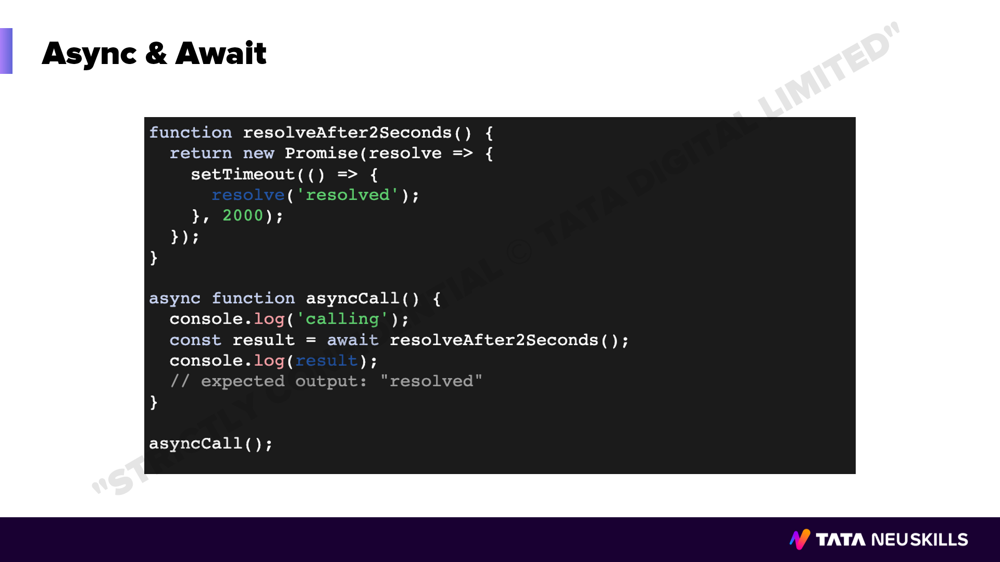 Async & Await
function resolveAfter2Seconds() {
  return new Promise(resolve => {
    setTimeout(() => {
      resolve('resolved');
    }, 2000);
  });
}
async function asyncCall() {
  console.log('calling');
  const result = await resolveAfter2Seconds();
  console.log(result);
  // expected output: "resolved"
}
asyncCall();
"STRICTLY CONFIDENTIAL © TATA DIGITAL LIMITED"
TATA NEUSKILLS